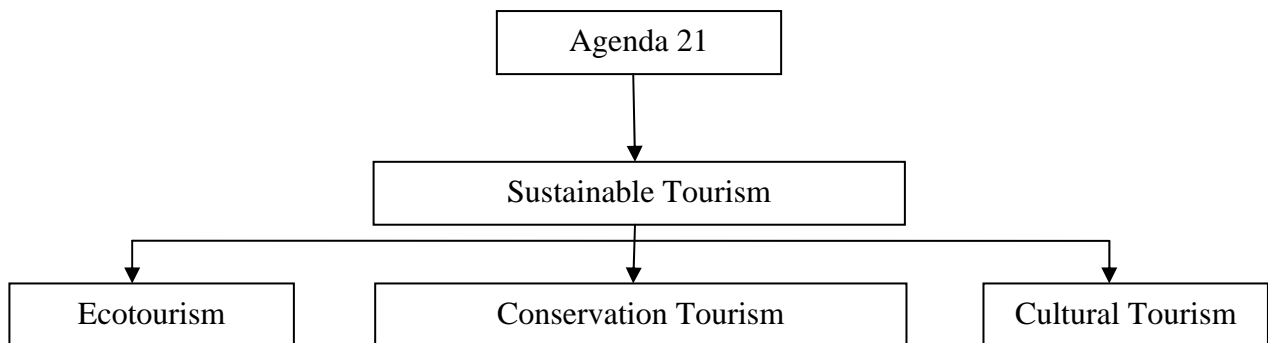 Agenda 21
Sustainable Tourism
Ecotourism
Conservation Tourism
Cultural Tourism